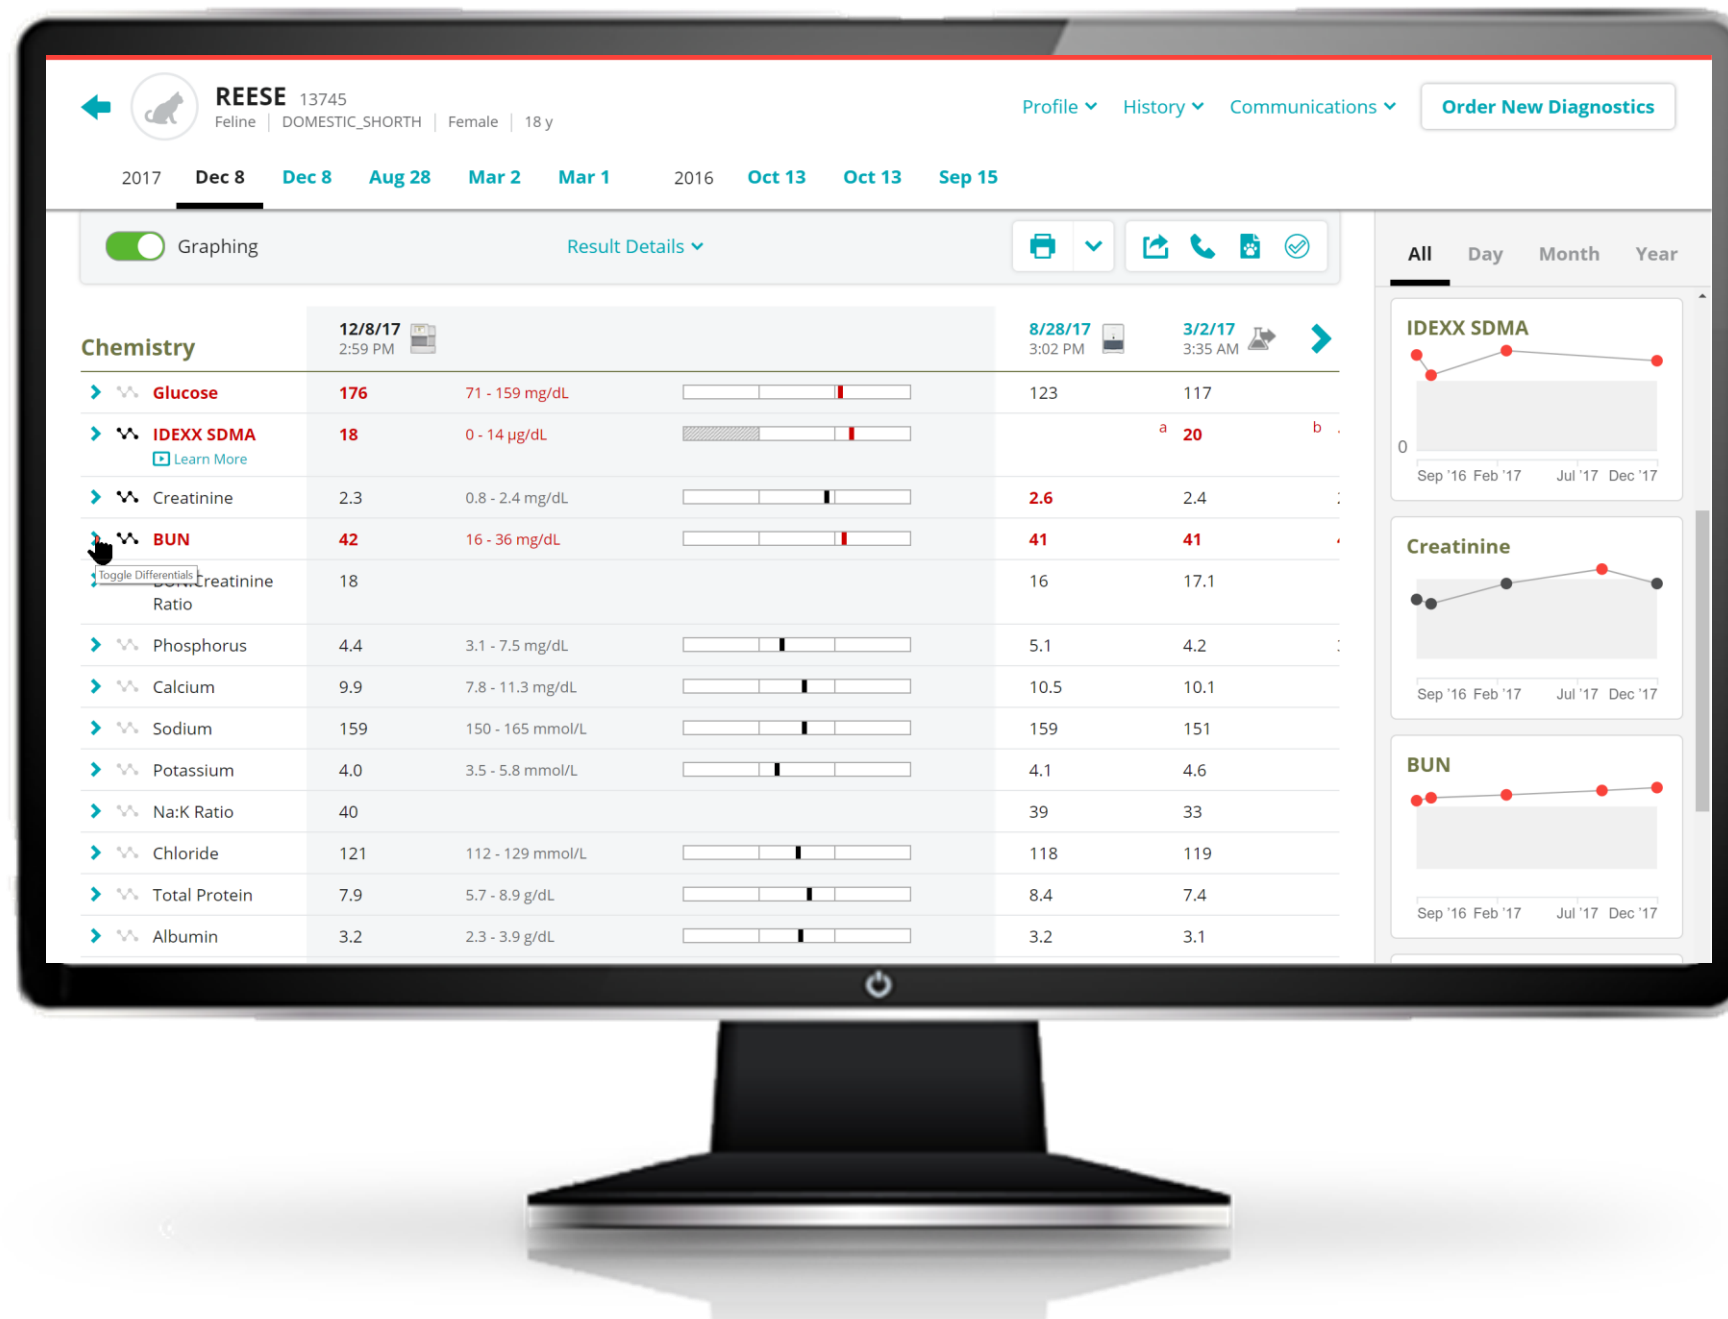 REESE 13745
Feline | DOMESTIC_SHORTH | Female | 18 y
Profile History Communications Order New Diagnostics
2017 Dec 8 Dec 8 Aug 28 Mar 2 Mar 1 2016 Oct 13 Oct 13 Sep 15
Graphing Result Details
All Day Month Year
Chemistry 12/8/17 2:59 PM 8/28/17 3:02 PM 3/2/17 3:35 AM
Glucose 176 71 - 159 mg/dL 123 117
IDEXX SDMA 18 0 - 14 µg/dL a 20 b
Learn More
Creatinine 2.3 0.8 - 2.4 mg/dL 2.6 2.4
BUN 42 16 - 36 mg/dL 41 41
Toggle Differentials
Creatinine 18 16 17.1
Ratio
Phosphorus 4.4 3.1 - 7.5 mg/dL 5.1 4.2
Calcium 9.9 7.8 - 11.3 mg/dL 10.5 10.1
Sodium 159 150 - 165 mmol/L 159 151
Potassium 4.0 3.5 - 5.8 mmol/L 4.1 4.6
Na:K Ratio 40 39 33
Chloride 121 112 - 129 mmol/L 118 119
Total Protein 7.9 5.7 - 8.9 g/dL 8.4 7.4
Albumin 3.2 2.3 - 3.9 g/dL 3.2 3.1
IDEXX SDMA
0
Sep '16 Feb '17 Jul '17 Dec '17
Creatinine
Sep '16 Feb '17 Jul '17 Dec '17
BUN
Sep '16 Feb '17 Jul '17 Dec '17